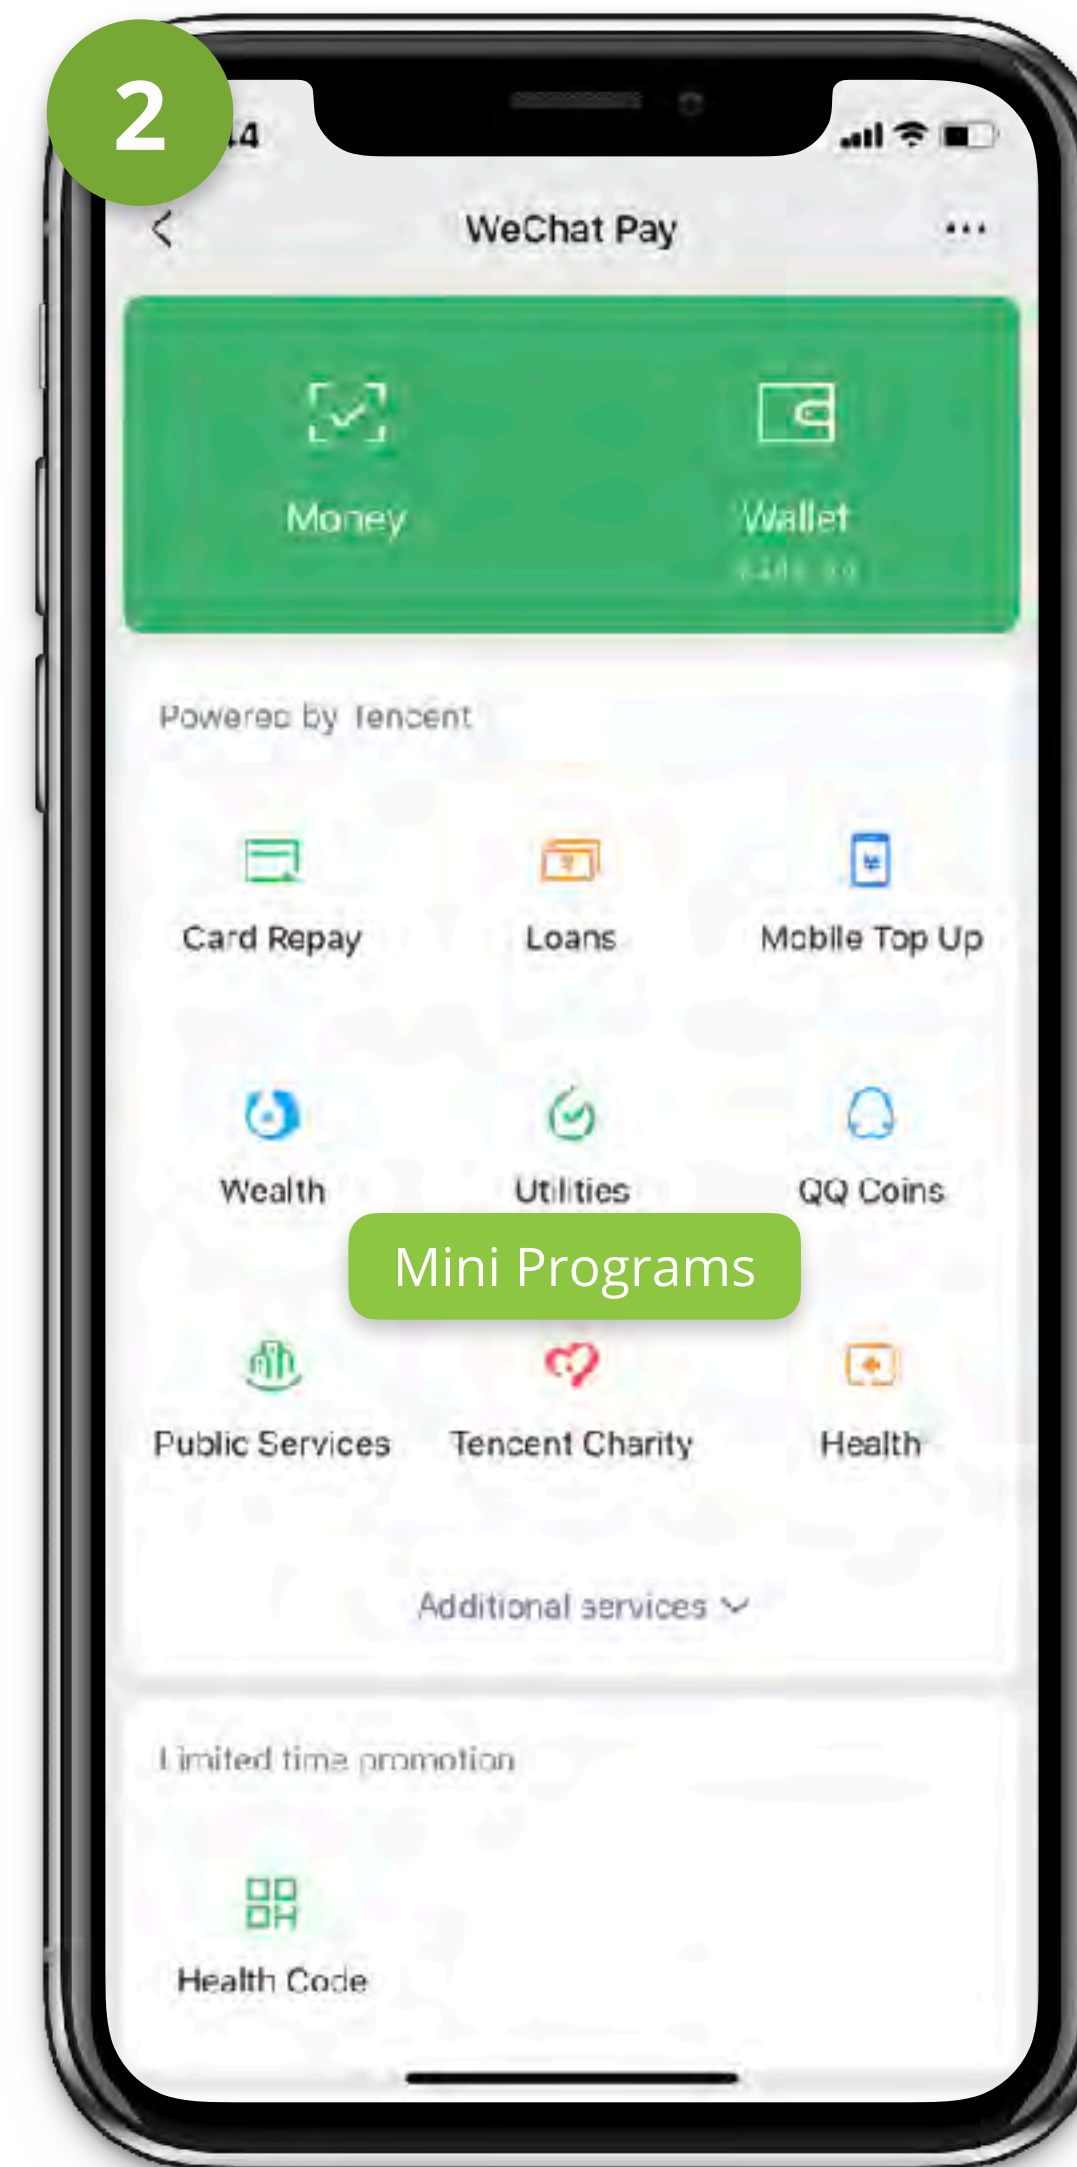 2
4
WeChat Pay
Money
Wallet
Powered by Tencent
Card Repay
Loans
Mobile Top Up
Wealth
Utilities
QQ Coins
Mini Programs
Public Services
Tencent Charity
Health
Additional services
Limited time promotion
Health Code